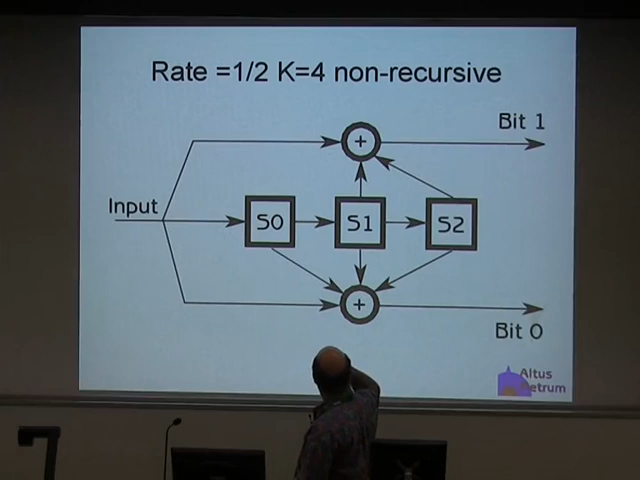 Rate =1/2 K=4 non-recursive
Bit 1
+
Input
S0
S1
S2
+
Bit 0
Altus
Metrum